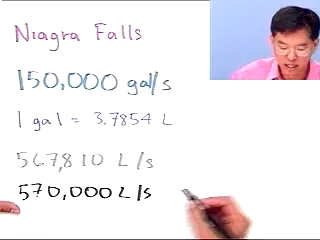 Niagra Falls
150,000 gal/s
1 gal = 3.7854 L
567,810 L/s
570,000 L/s